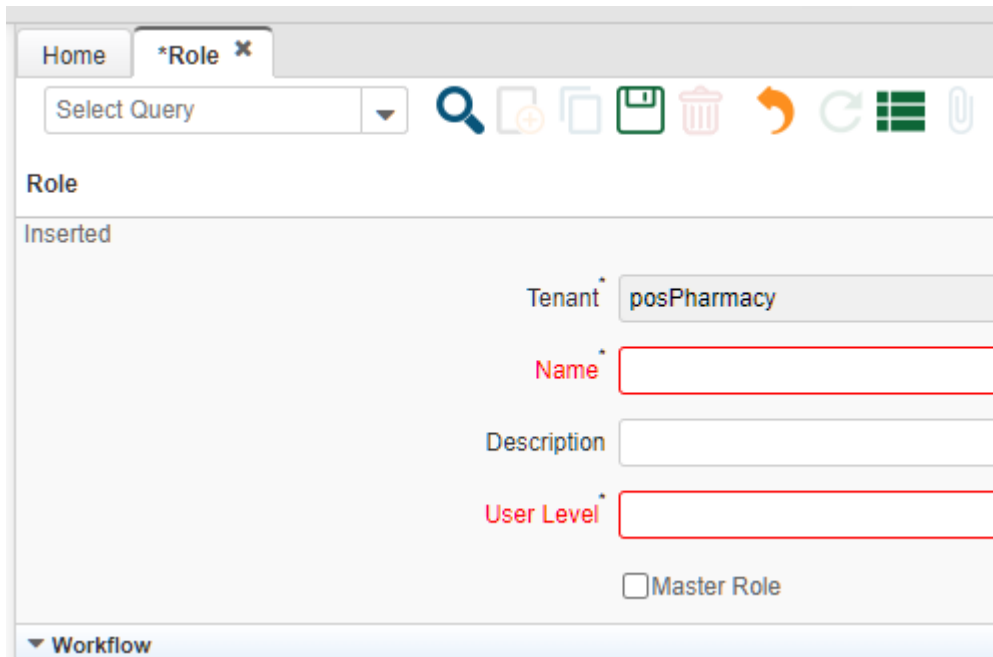 Home *Role
Select Query
Role
Inserted
Tenant* posPharmacy
Name*
Description
User Level*
Master Role
Workflow